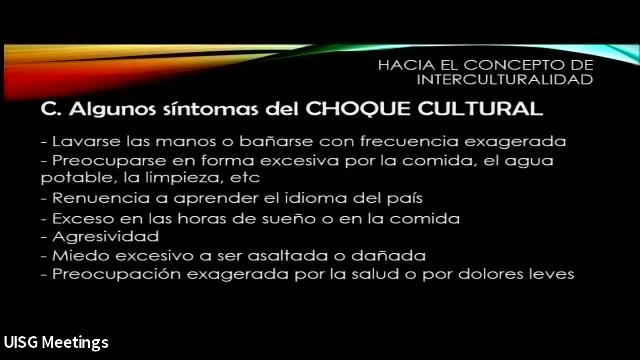 HACIA EL CONCEPTO DE
INTERCULTURALIDAD
C. Algunos síntomas del CHOQUE CULTURAL
- Lavarse las manos o bañarse con frecuencia exagerada
- Preocuparse en forma excesiva por la comida, el agua
potable, la limpieza, etc
- Renuencia a aprender el idioma del país
- Exceso en las horas de sueño o en la comida
- Agresividad
- Miedo excesivo a ser asaltada o dañada
- Preocupación exagerada por la salud o por dolores leves
UISG Meetings